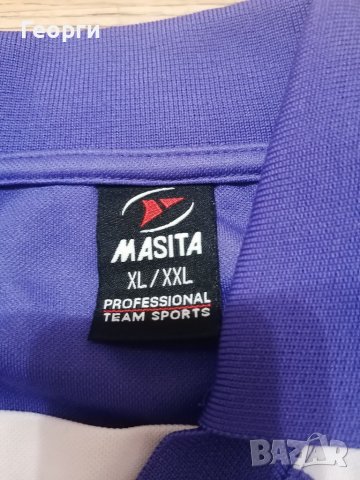 Георги
MASITA
XL/XXL
PROFESSIONAL
TEAM SPORTS
BAZAR